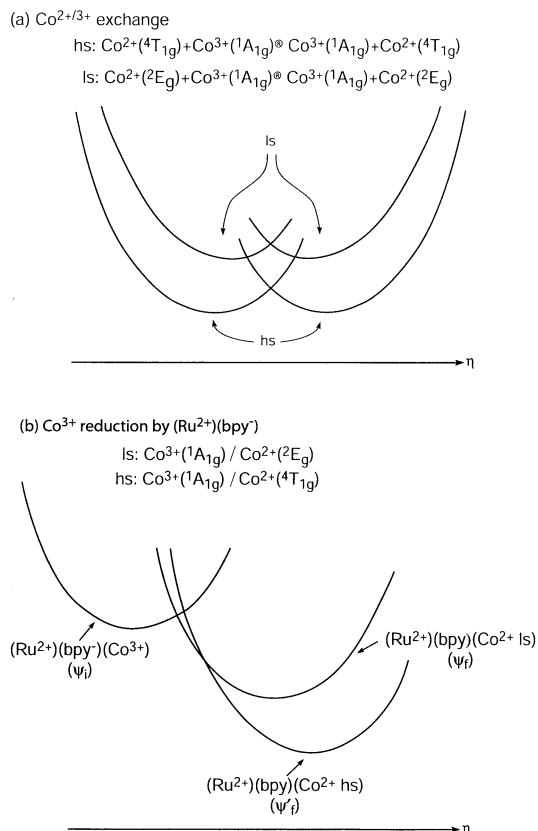 (a) Co²⁺/³⁺ exchange
hs: Co²⁺(⁴T₁g)+Co³⁺(¹A₁g)® Co³⁺(¹A₁g)+Co²⁺(⁴T₁g)
ls: Co²⁺(²Eg)+Co³⁺(¹A₁g)® Co³⁺(¹A₁g)+Co²⁺(²Eg)
ls
hs
η
(b) Co³⁺ reduction by (Ru²⁺)(bpy⁻)
ls: Co³⁺(¹A₁g) / Co²⁺(²Eg)
hs: Co³⁺(¹A₁g) / Co²⁺(⁴T₁g)
(Ru²⁺)(bpy⁻)(Co³⁺)
(ψi)
(Ru²⁺)(bpy)(Co²⁺ ls)
(ψf)
(Ru²⁺)(bpy)(Co²⁺ hs)
(ψ'f)
η